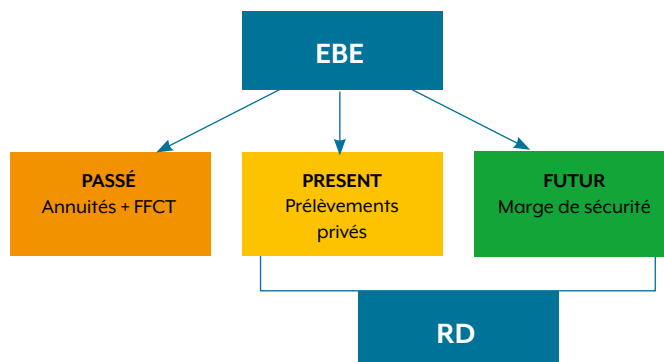 EBE
PASSÉ
Annuités + FFCT
PRESENT
Prélèvements
privés
FUTUR
Marge de sécurité
RD